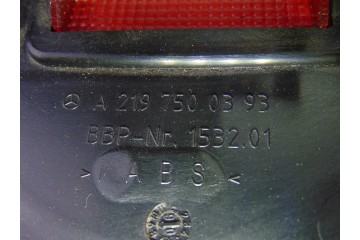 A 219 750 03 93
BBP-Nr. 1532.01
> ABS <